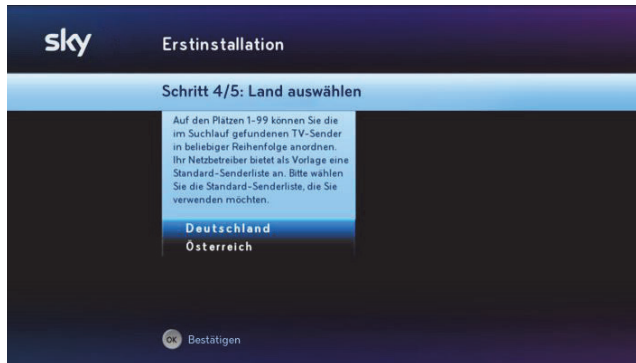 sky
Erstinstallation
Schritt 4/5: Land auswählen
Auf den Plätzen 1-99 können Sie die
im Suchlauf gefundenen TV-Sender
in beliebiger Reihenfolge anordnen.
Ihr Netzbetreiber bietet als Vorlage eine
Standard-Senderliste an. Bitte wählen
Sie die Standard-Senderliste, die Sie
verwenden möchten.
Deutschland
Österreich
OK Bestätigen